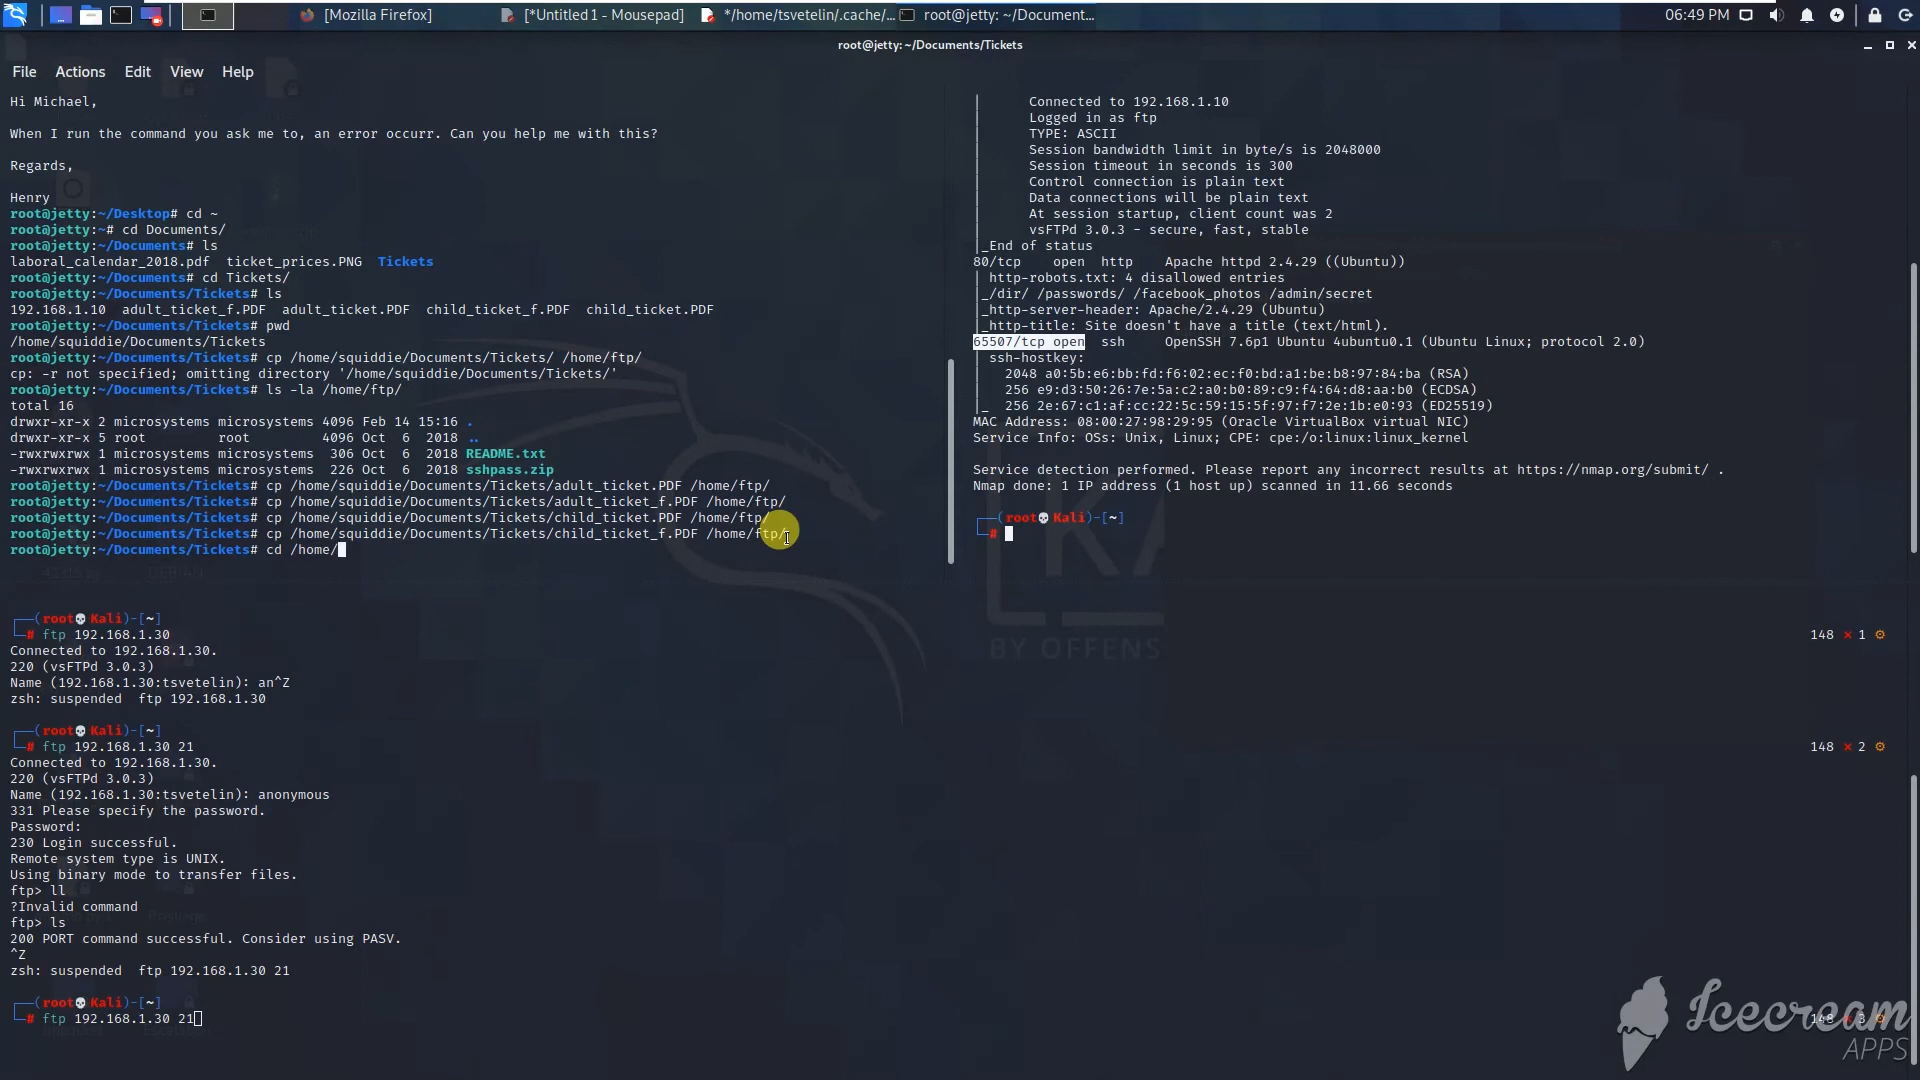 [Mozilla Firefox]
[*Untitled 1 - Mousepad]
*/home/tsvetelin/.cache/...
root@jetty: ~/Document...
06:49 PM
root@jetty: ~/Documents/Tickets
File Actions Edit View Help
Hi Michael,
When I run the command you ask me to, an error occurr. Can you help me with this?
Regards,
Henry
root@jetty:~/Desktop# cd ~
root@jetty:~# cd Documents/
root@jetty:~/Documents# ls
laboral_calendar_2018.pdf  ticket_prices.PNG  Tickets
root@jetty:~/Documents# cd Tickets/
root@jetty:~/Documents/Tickets# ls
192.168.1.10  adult_ticket_f.PDF  adult_ticket.PDF  child_ticket_f.PDF  child_ticket.PDF
root@jetty:~/Documents/Tickets# pwd
/home/squiddie/Documents/Tickets
root@jetty:~/Documents/Tickets# cp /home/squiddie/Documents/Tickets/ /home/ftp/
cp: -r not specified; omitting directory '/home/squiddie/Documents/Tickets/'
root@jetty:~/Documents/Tickets# ls -la /home/ftp/
total 16
drwxr-xr-x 2 microsystems microsystems 4096 Feb 14 15:16 .
drwxr-xr-x 5 root         root         4096 Oct  6  2018 ..
-rwxrwxrwx 1 microsystems microsystems  306 Oct  6  2018 README.txt
-rwxrwxrwx 1 microsystems microsystems  226 Oct  6  2018 sshpass.zip
root@jetty:~/Documents/Tickets# cp /home/squiddie/Documents/Tickets/adult_ticket.PDF /home/ftp/
root@jetty:~/Documents/Tickets# cp /home/squiddie/Documents/Tickets/adult_ticket_f.PDF /home/ftp/
root@jetty:~/Documents/Tickets# cp /home/squiddie/Documents/Tickets/child_ticket.PDF /home/ftp/
root@jetty:~/Documents/Tickets# cp /home/squiddie/Documents/Tickets/child_ticket_f.PDF /home/ftp/
root@jetty:~/Documents/Tickets# cd /home/
|       Connected to 192.168.1.10
Logged in as ftp
TYPE: ASCII
Session bandwidth limit in byte/s is 2048000
Session timeout in seconds is 300
Control connection is plain text
Data connections will be plain text
At session startup, client count was 2
vsFTPd 3.0.3 - secure, fast, stable
|_End of status
80/tcp    open  http    Apache httpd 2.4.29 ((Ubuntu))
| http-robots.txt: 4 disallowed entries
|_/dir/ /passwords/ /facebook_photos /admin/secret
|_http-server-header: Apache/2.4.29 (Ubuntu)
|_http-title: Site doesn't have a title (text/html).
65507/tcp open  ssh     OpenSSH 7.6p1 Ubuntu 4ubuntu0.1 (Ubuntu Linux; protocol 2.0)
| ssh-hostkey:
|   2048 a0:5b:e6:bb:fd:f6:02:ec:f0:bd:a1:be:b8:97:84:ba (RSA)
|   256 e9:d3:50:26:7e:5a:c2:a0:b0:89:c9:f4:64:d8:aa:b0 (ECDSA)
|_  256 2e:67:c1:af:cc:22:5c:59:15:5f:97:f7:2e:1b:e0:93 (ED25519)
MAC Address: 08:00:27:98:29:95 (Oracle VirtualBox virtual NIC)
Service Info: OSs: Unix, Linux; CPE: cpe:/o:linux:linux_kernel
Service detection performed. Please report any incorrect results at https://nmap.org/submit/ .
Nmap done: 1 IP address (1 host up) scanned in 11.66 seconds
(root💀Kali)-[~]
#
(root💀Kali)-[~]
# ftp 192.168.1.30
148 ✗ 1 ⚙
Connected to 192.168.1.30.
220 (vsFTPd 3.0.3)
Name (192.168.1.30:tsvetelin): an^Z
zsh: suspended  ftp 192.168.1.30
(root💀Kali)-[~]
# ftp 192.168.1.30 21
148 ✗ 2 ⚙
Connected to 192.168.1.30.
220 (vsFTPd 3.0.3)
Name (192.168.1.30:tsvetelin): anonymous
331 Please specify the password.
Password:
230 Login successful.
Remote system type is UNIX.
Using binary mode to transfer files.
ftp> ll
?Invalid command
ftp> ls
200 PORT command successful. Consider using PASV.
^Z
zsh: suspended  ftp 192.168.1.30 21
(root💀Kali)-[~]
# ftp 192.168.1.30 21
148 ✗ 3 ⚙
BY OFFENS
Icecream
APPS